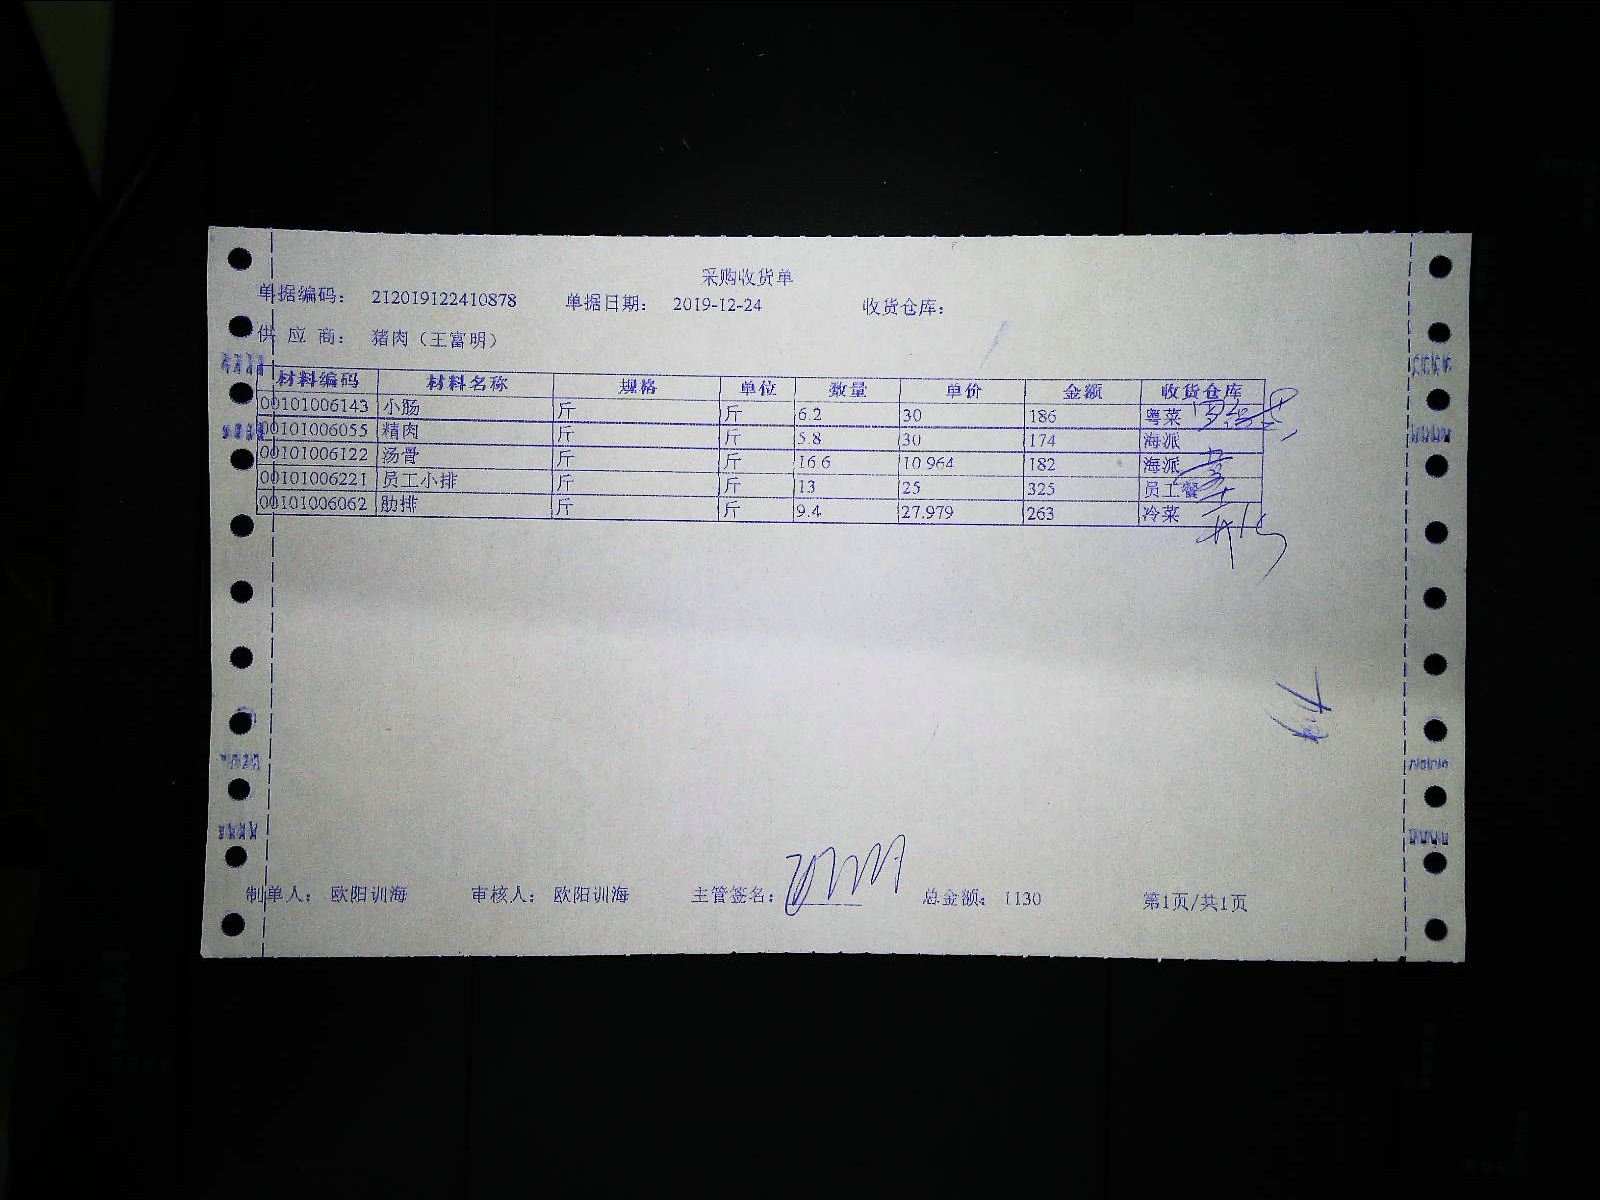 采购收货单
单据编码： 212019122410878 单据日期： 2019-12-24 收货仓库：
供 应 商： 猪肉（王富明）
材料编码 材料名称 规格 单位 数量 单价 金额 收货仓库
00101006143 小肠 斤 斤 6.2 30 186 粤菜
00101006055 精肉 斤 斤 5.8 30 174 海派
00101006122 汤骨 斤 斤 16.6 10.964 182 海派
00101006221 员工小排 斤 斤 13 25 325 员工餐
00101006062 肋排 斤 斤 9.4 27.979 263 冷菜
制单人： 欧阳训海 审核人： 欧阳训海 主管签名： 总金额： 1130 第1页/共1页